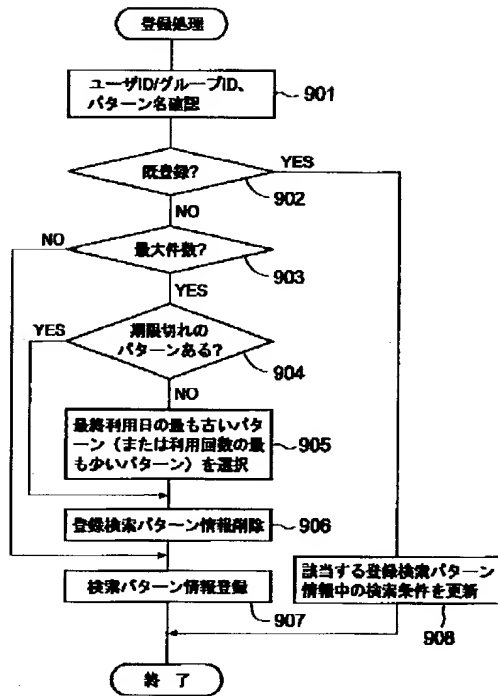 登録処理
ユーザID/グループID、
パターン名確認
901
既登録?
YES
902
NO
NO
最大件数?
903
YES
YES
期限切れの
パターンある?
904
NO
最終利用日の最も古いパタ
ーン（または利用回数の最
も少いパターン）を選択
905
登録検索パターン情報削除
906
検索パターン情報登録
907
該当する登録検索パターン
情報中の検索条件を更新
908
終 了